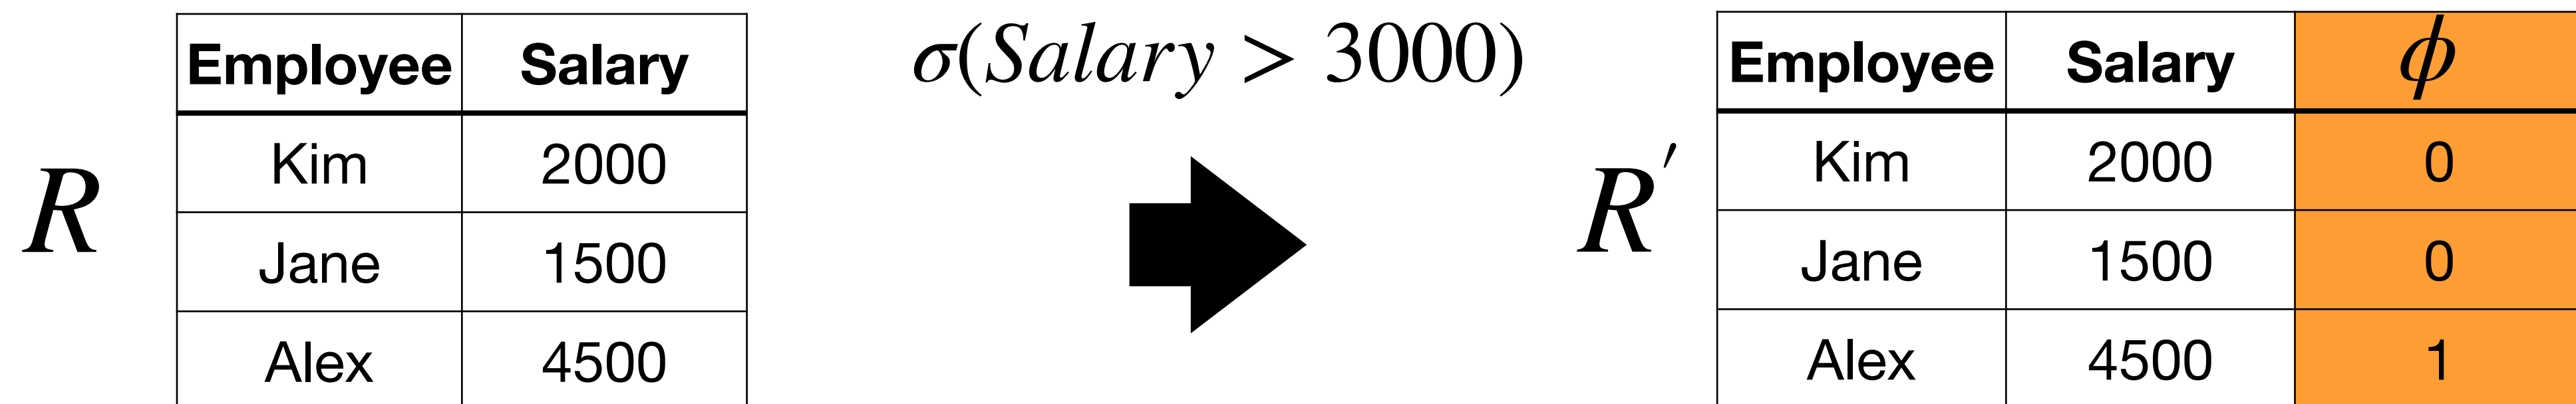 σ(Salary > 3000)
R
Employee Salary
Kim 2000
Jane 1500
Alex 4500
R′
Employee Salary ϕ
Kim 2000 0
Jane 1500 0
Alex 4500 1